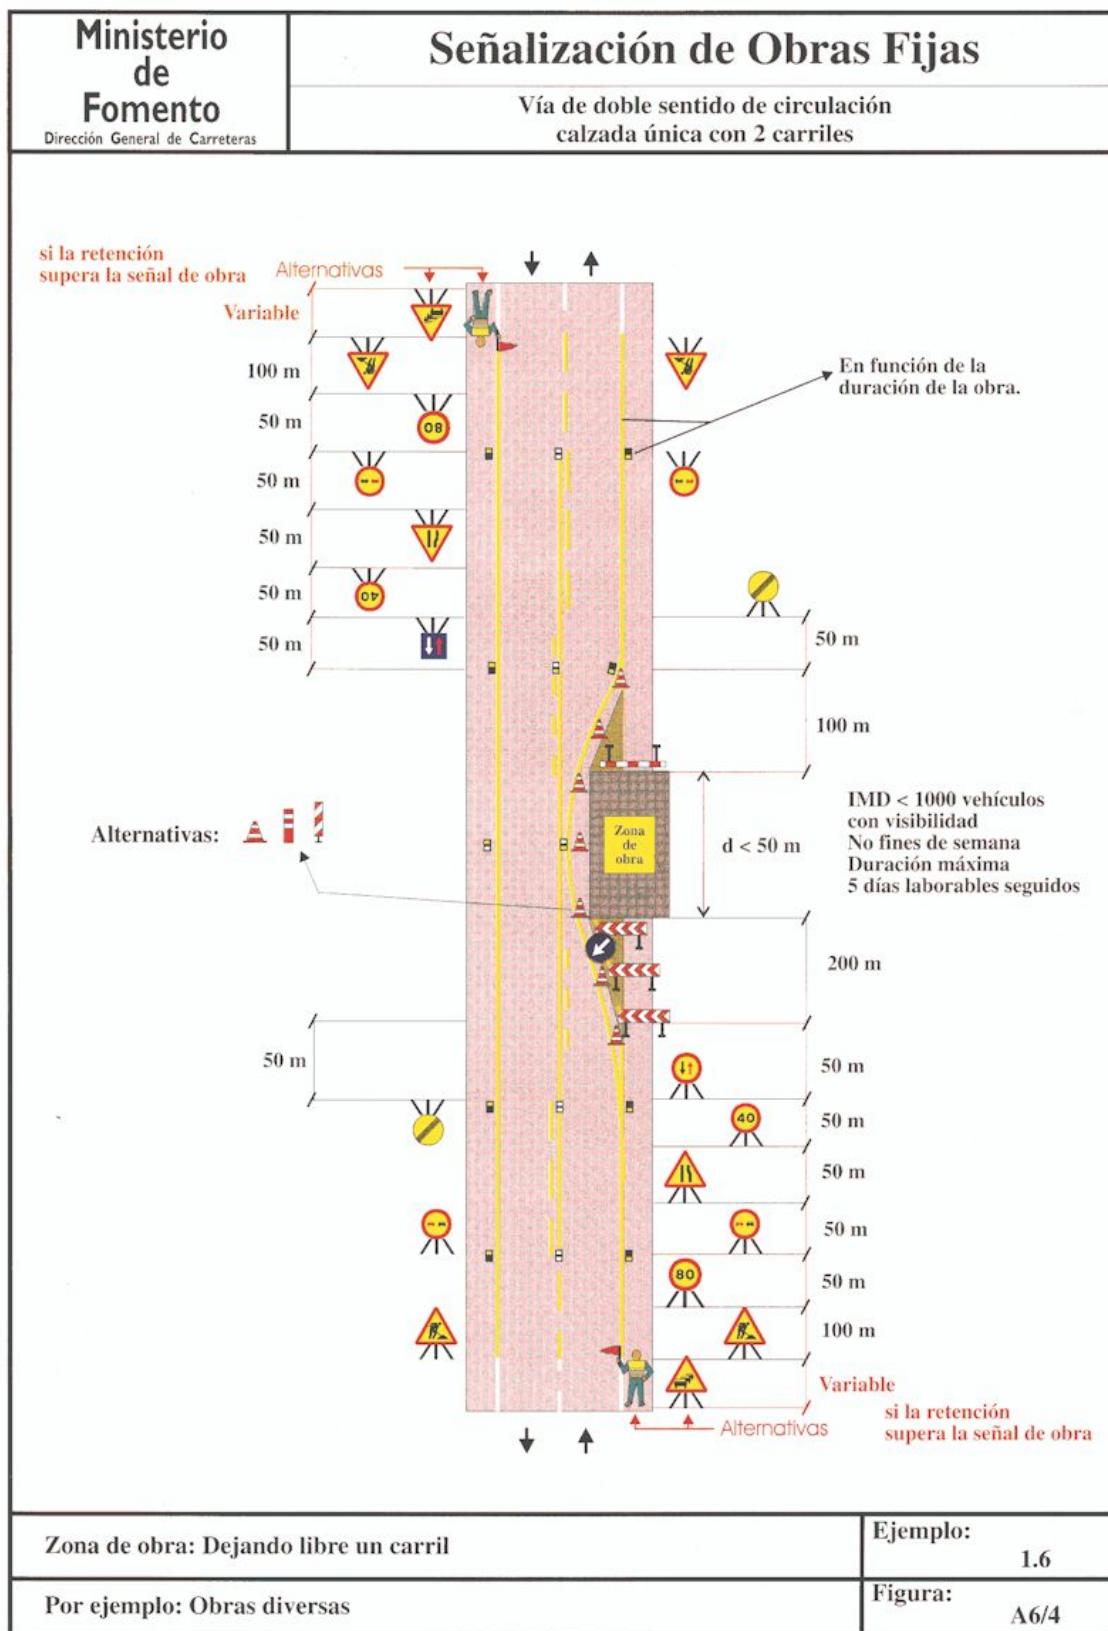 Ministerio
de
Fomento
Dirección General de Carreteras
Señalización de Obras Fijas
Vía de doble sentido de circulación
calzada única con 2 carriles
si la retención
supera la señal de obra
Alternativas
Variable
100 m
50 m
50 m
50 m
50 m
50 m
80
40
En función de la
duración de la obra.
50 m
100 m
Alternativas:
Zona
de
obra
d < 50 m
IMD < 1000 vehículos
con visibilidad
No fines de semana
Duración máxima
5 días laborables seguidos
200 m
50 m
50 m
50 m
40
50 m
50 m
50 m
80
100 m
Variable
Alternativas
si la retención
supera la señal de obra
Zona de obra: Dejando libre un carril
Ejemplo:
1.6
Por ejemplo: Obras diversas
Figura:
A6/4